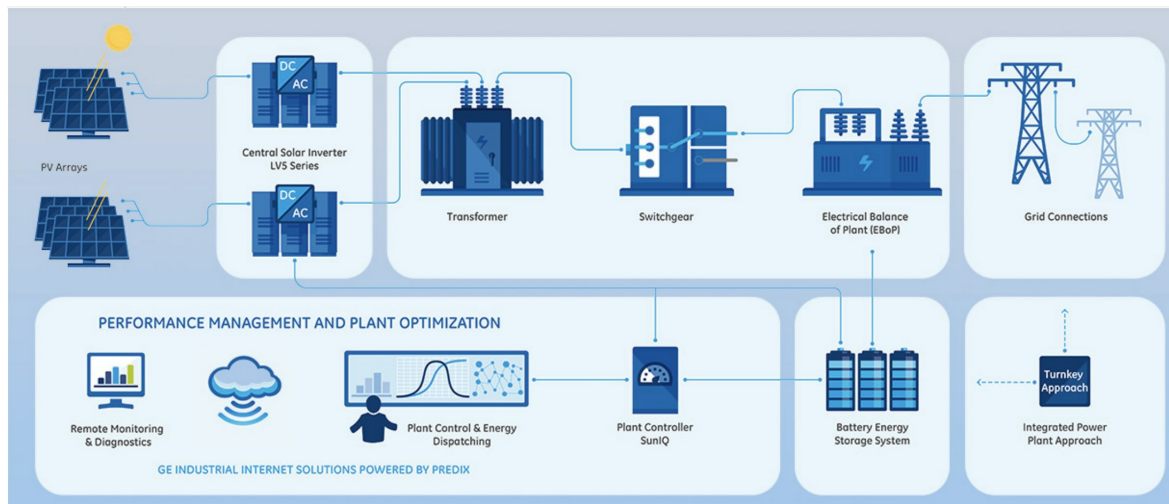 DC
AC
PV Arrays
Central Solar Inverter
LV5 Series
DC
AC
Transformer
Switchgear
Electrical Balance
of Plant (EBoP)
Grid Connections
PERFORMANCE MANAGEMENT AND PLANT OPTIMIZATION
Remote Monitoring
& Diagnostics
Plant Control & Energy
Dispatching
Plant Controller
SunIQ
Battery Energy
Storage System
Turnkey
Approach
Integrated Power
Plant Approach
GE INDUSTRIAL INTERNET SOLUTIONS POWERED BY PREDIX